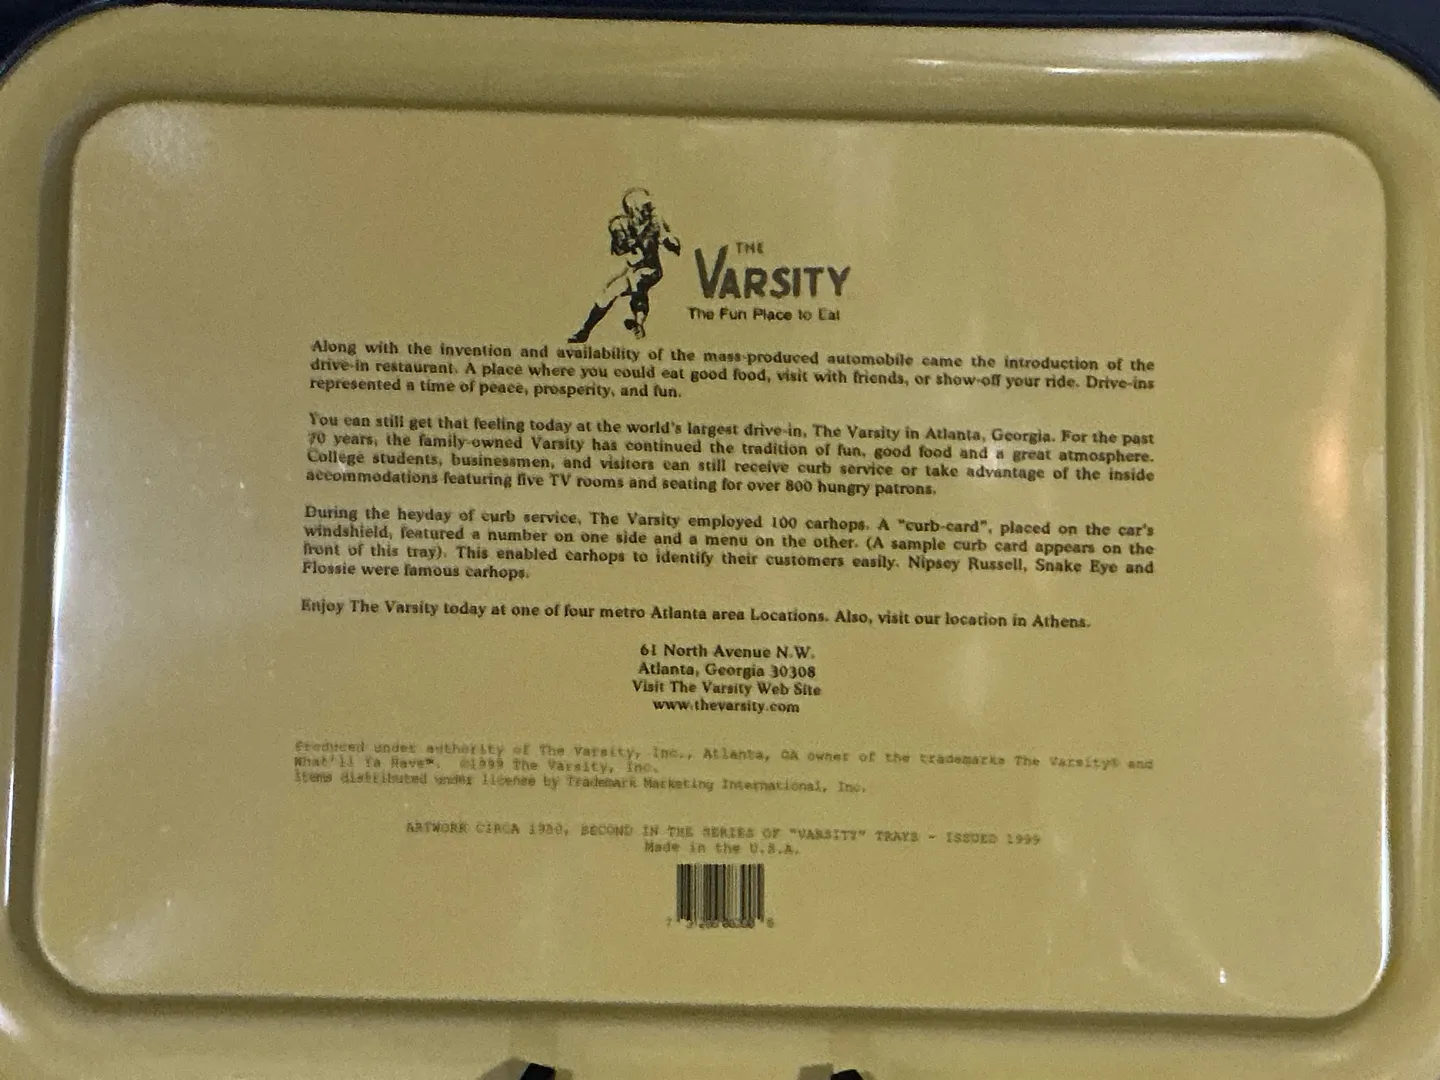 THE
VARSITY
The Fun Place to Eat
Along with the invention and availability of the mass-produced automobile came the introduction of the
drive-in restaurant. A place where you could eat good food, visit with friends, or show-off your ride. Drive-ins
represented a time of peace, prosperity, and fun.
You can still get that feeling today at the world's largest drive-in, The Varsity in Atlanta, Georgia. For the past
70 years, the family-owned Varsity has continued the tradition of fun, good food and a great atmosphere.
College students, businessmen, and visitors can still receive curb service or take advantage of the inside
accommodations featuring five TV rooms and seating for over 800 hungry patrons.
During the heyday of curb service, The Varsity employed 100 carhops. A "curb-card", placed on the car's
windshield, featured a number on one side and a menu on the other. (A sample curb card appears on the
front of this tray). This enabled carhops to identify their customers easily. Nipsey Russell, Snake Eye and
Flossie were famous carhops.
Enjoy The Varsity today at one of four metro Atlanta area Locations. Also, visit our location in Athens.
61 North Avenue N.W.
Atlanta, Georgia 30308
Visit The Varsity Web Site
www.thevarsity.com
Produced under authority of The Varsity, Inc., Atlanta, GA owner of the trademarks The Varsity® and
What'll Ya Have™. ©1999 The Varsity, Inc.
Items distributed under license by Trademark Marketing International, Inc.
ARTWORK CIRCA 1980, SECOND IN THE SERIES OF "VARSITY" TRAYS - ISSUED 1999
Made in the U.S.A.